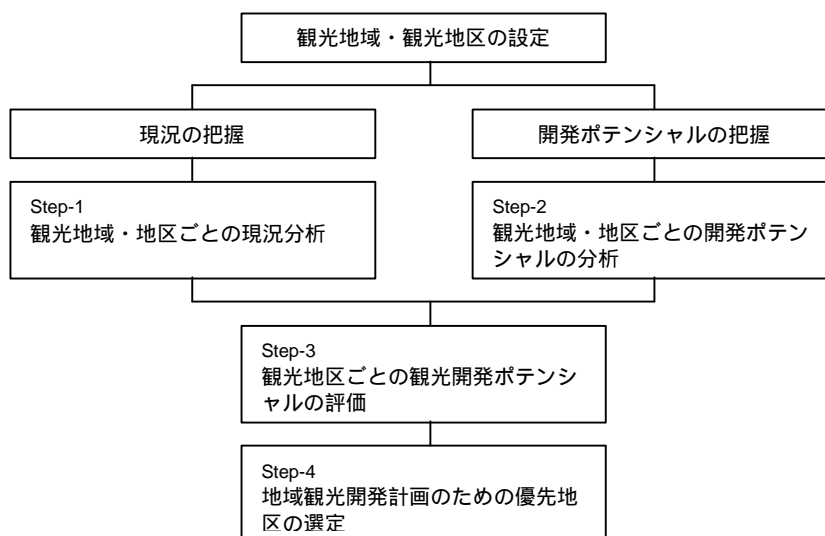 観光地域・観光地区の設定
現況の把握
開発ポテンシャルの把握
Step-1
観光地域・地区ごとの現況分析
Step-2
観光地域・地区ごとの開発ポテン
シャルの分析
Step-3
観光地区ごとの観光開発ポテンシ
ャルの評価
Step-4
地域観光開発計画のための優先地
区の選定